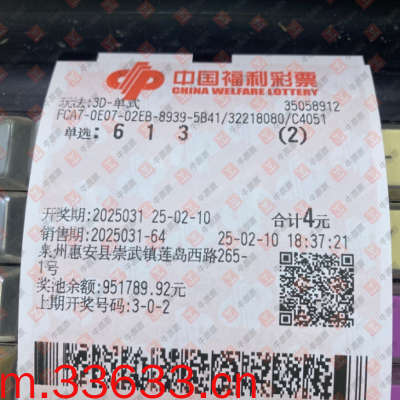 中国福利彩票
CHINA WELFARE LOTTERY
玩法:3D-单式 35058912
FCA7-0E07-02EB-8939-5B41/32218080/C4051
单选: 6 1 3 (2)
开奖期:2025031 25-02-10 合计4元
销售期:2025031-64 25-02-10 18:37:21
泉州惠安县崇武镇莲岛西路265-
1号
奖池余额:951789.92元
上期开奖号码:3-0-2
m.33633.cn